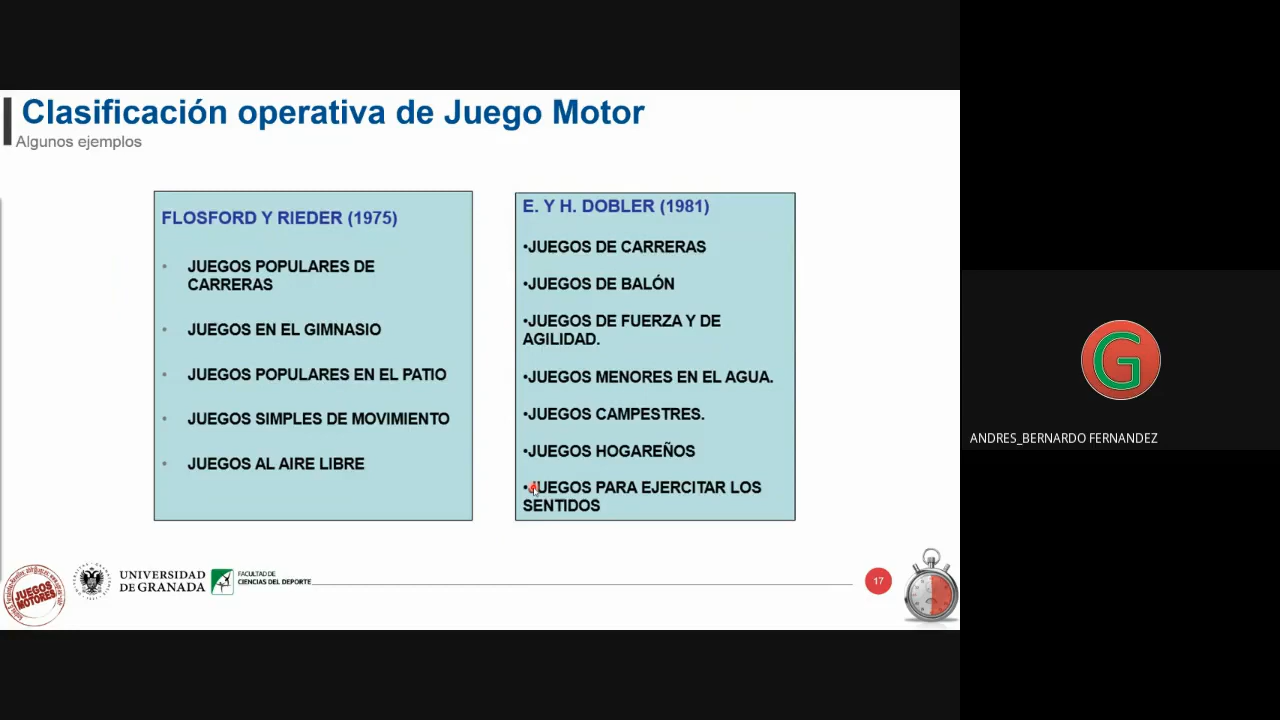 Clasificación operativa de Juego Motor
Algunos ejemplos
FLOSFORD Y RIEDER (1975)
• JUEGOS POPULARES DE
CARRERAS
• JUEGOS EN EL GIMNASIO
• JUEGOS POPULARES EN EL PATIO
• JUEGOS SIMPLES DE MOVIMIENTO
• JUEGOS AL AIRE LIBRE
E. Y H. DOBLER (1981)
•JUEGOS DE CARRERAS
•JUEGOS DE BALÓN
•JUEGOS DE FUERZA Y DE
AGILIDAD.
•JUEGOS MENORES EN EL AGUA.
•JUEGOS CAMPESTRES.
•JUEGOS HOGAREÑOS
•JUEGOS PARA EJERCITAR LOS
SENTIDOS
JUEGOS
MOTORES
UNIVERSIDAD
DE GRANADA
FACULTAD DE
CIENCIAS DEL DEPORTE
17
G
ANDRES_BERNARDO FERNANDEZ